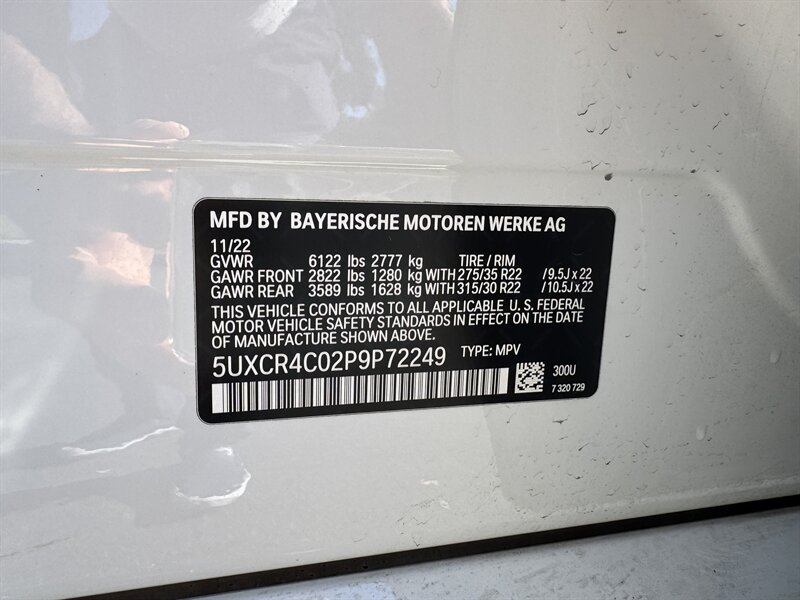 MFD BY BAYERISCHE MOTOREN WERKE AG
11/22
GVWR 6122 lbs 2777 kg TIRE / RIM
GAWR FRONT 2822 lbs 1280 kg WITH 275/35 R22 / 9.5J x 22
GAWR REAR 3589 lbs 1628 kg WITH 315/30 R22 / 10.5J x 22
THIS VEHICLE CONFORMS TO ALL APPLICABLE U. S. FEDERAL
MOTOR VEHICLE SAFETY STANDARDS IN EFFECT ON THE DATE
OF MANUFACTURE SHOWN ABOVE.
5UXCR4C02P9P72249 TYPE: MPV
300U
7 320 729